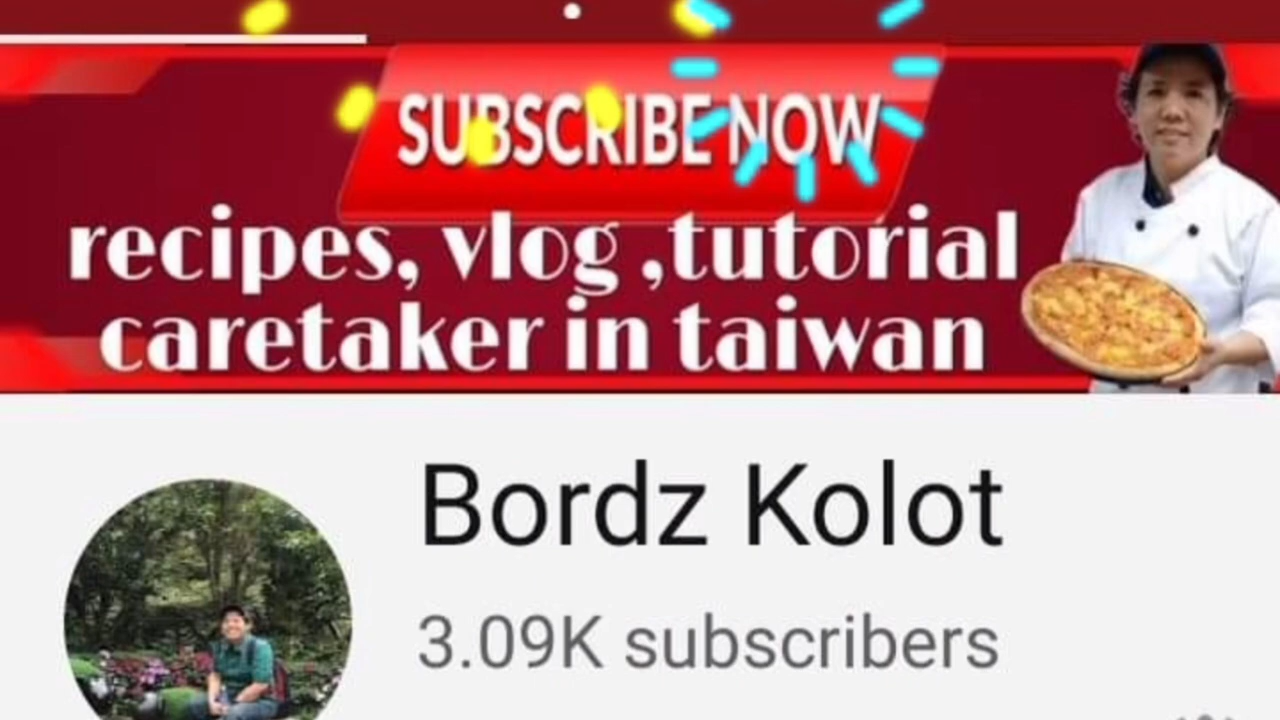 SUBSCRIBE NOW
recipes, vlog ,tutorial
caretaker in taiwan
Bordz Kolot
3.09K subscribers